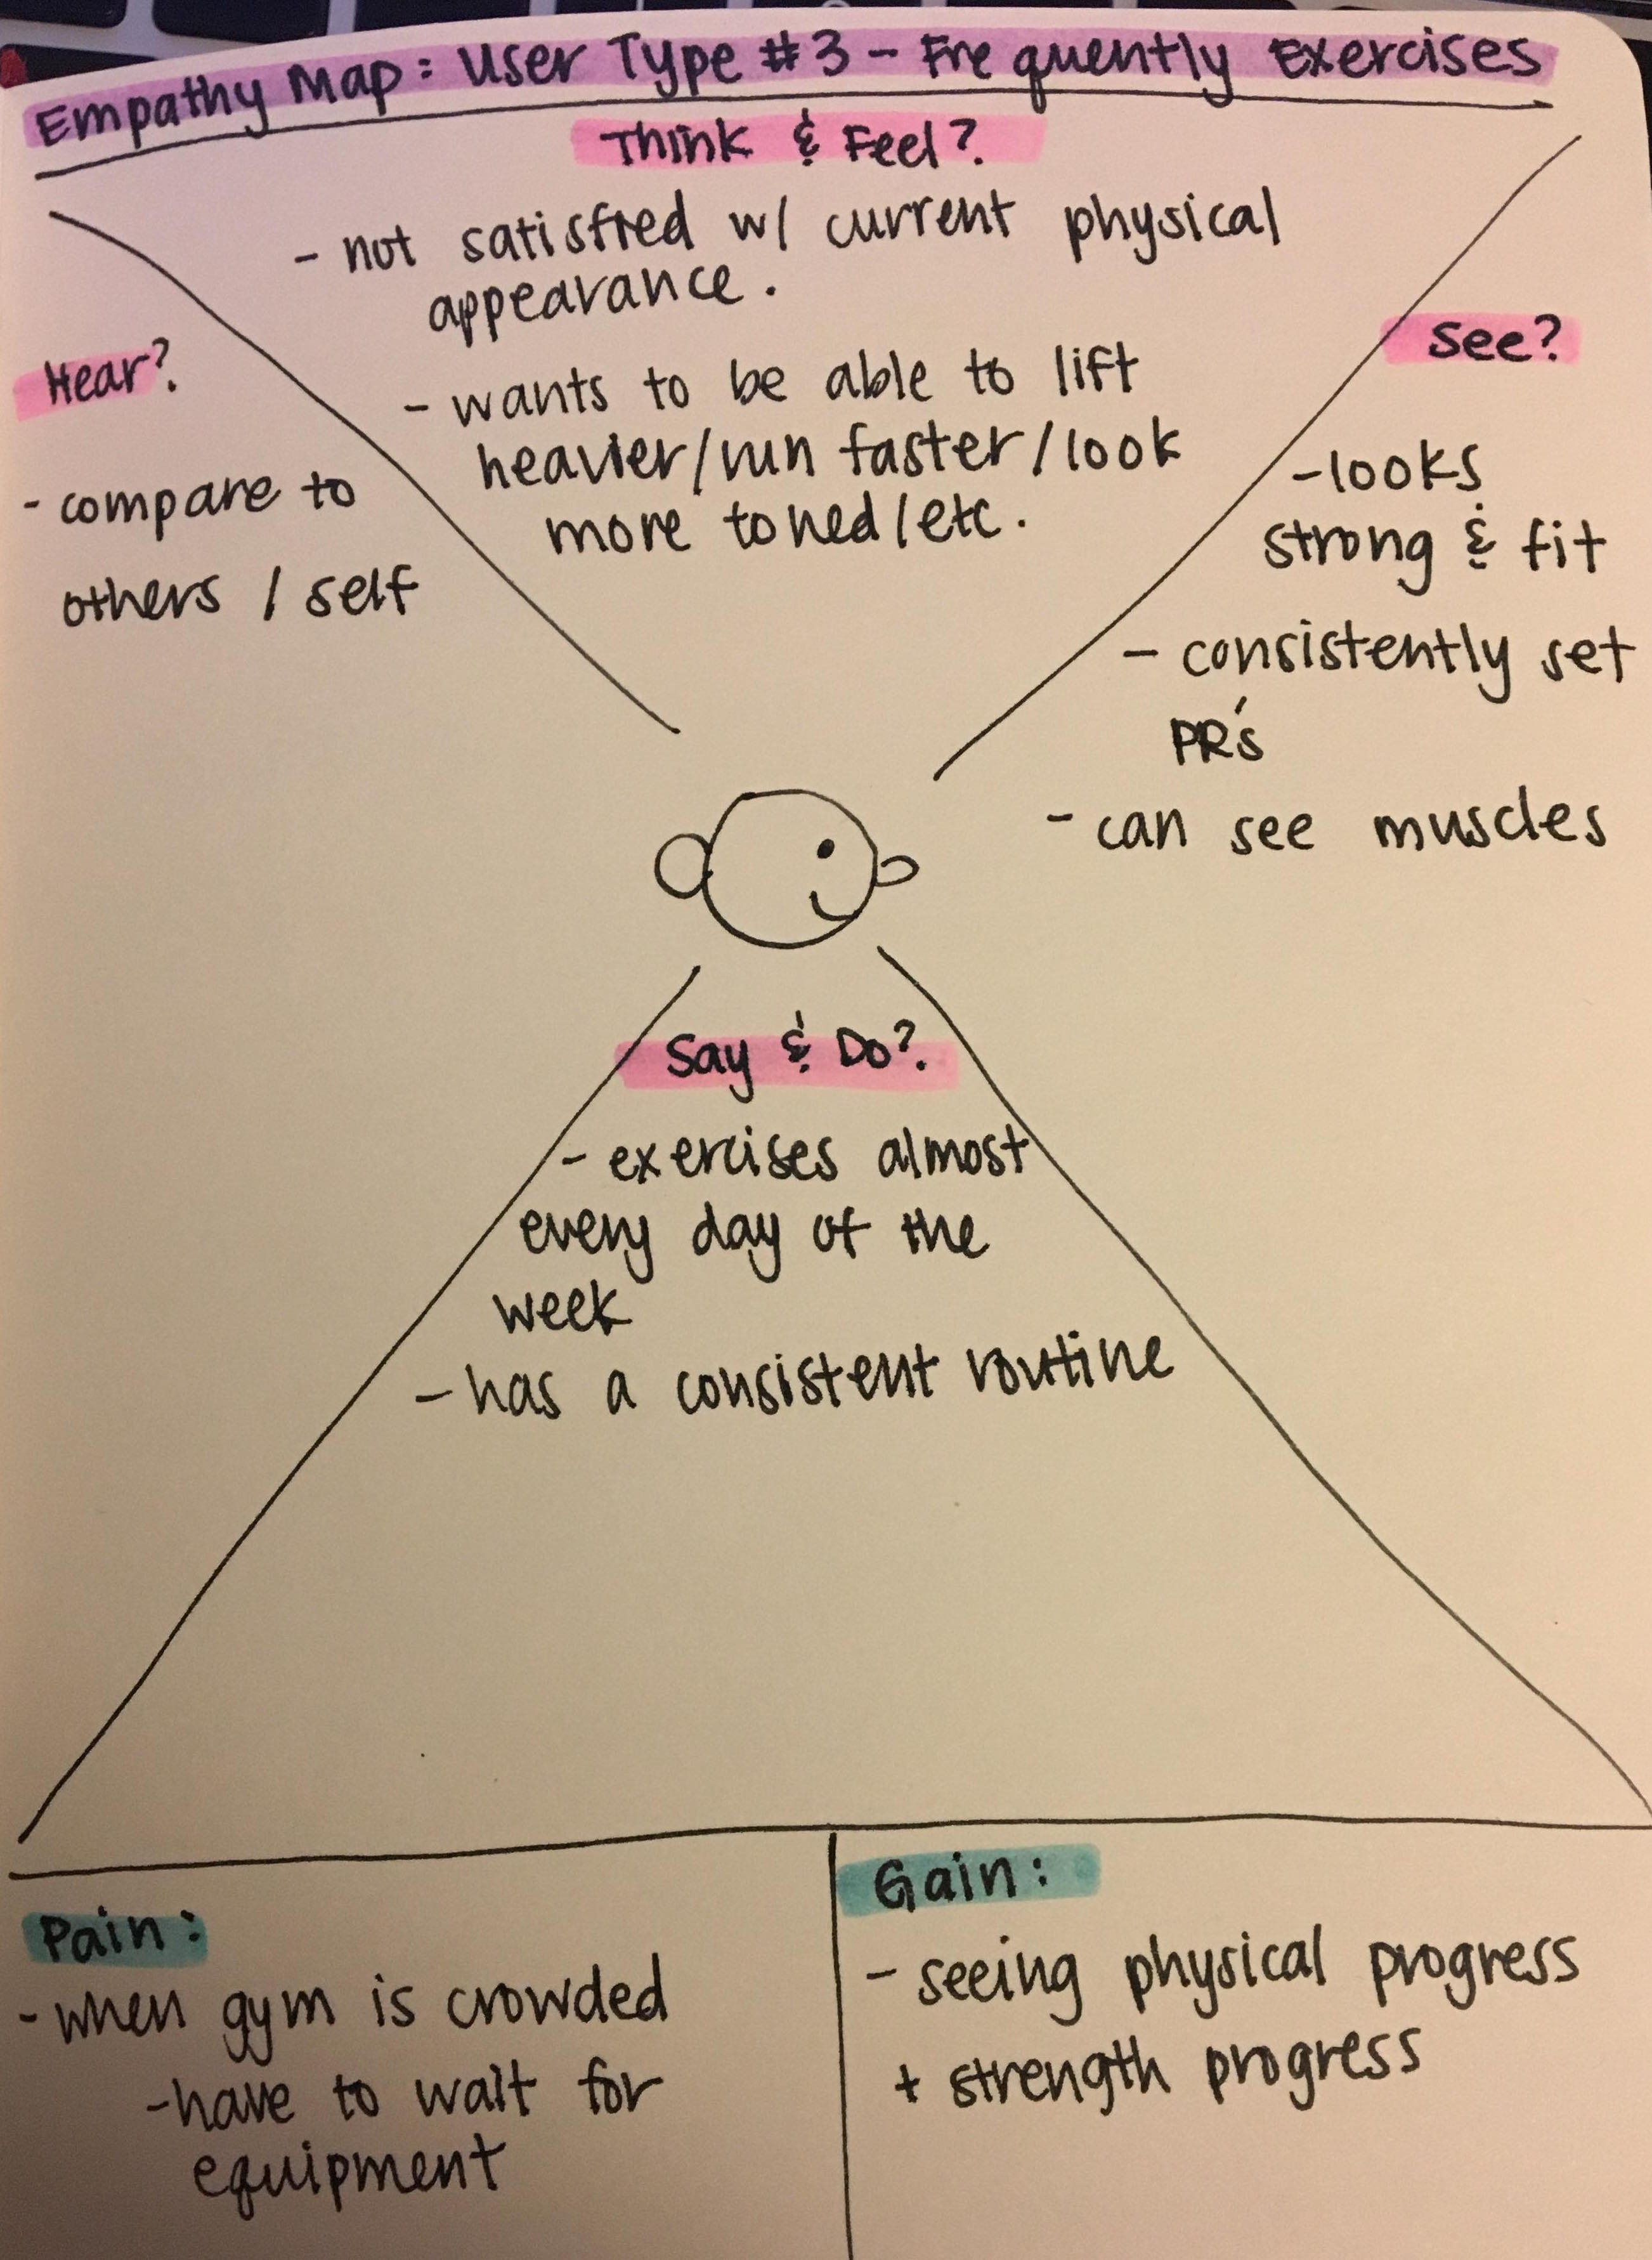 Empathy Map: User Type #3 - Frequently Exercises
Think & Feel?
- not satisfied w/ current physical
appearance.
- wants to be able to lift
heavier/run faster/look
more toned/etc.
Hear?
- compare to
others / self
See?
- looks
strong & fit
- consistently set
PR's
- can see muscles
Say & Do?
- exercises almost
every day of the
week
- has a consistent routine
Pain:
- when gym is crowded
- have to wait for
equipment
Gain:
- seeing physical progress
+ strength progress